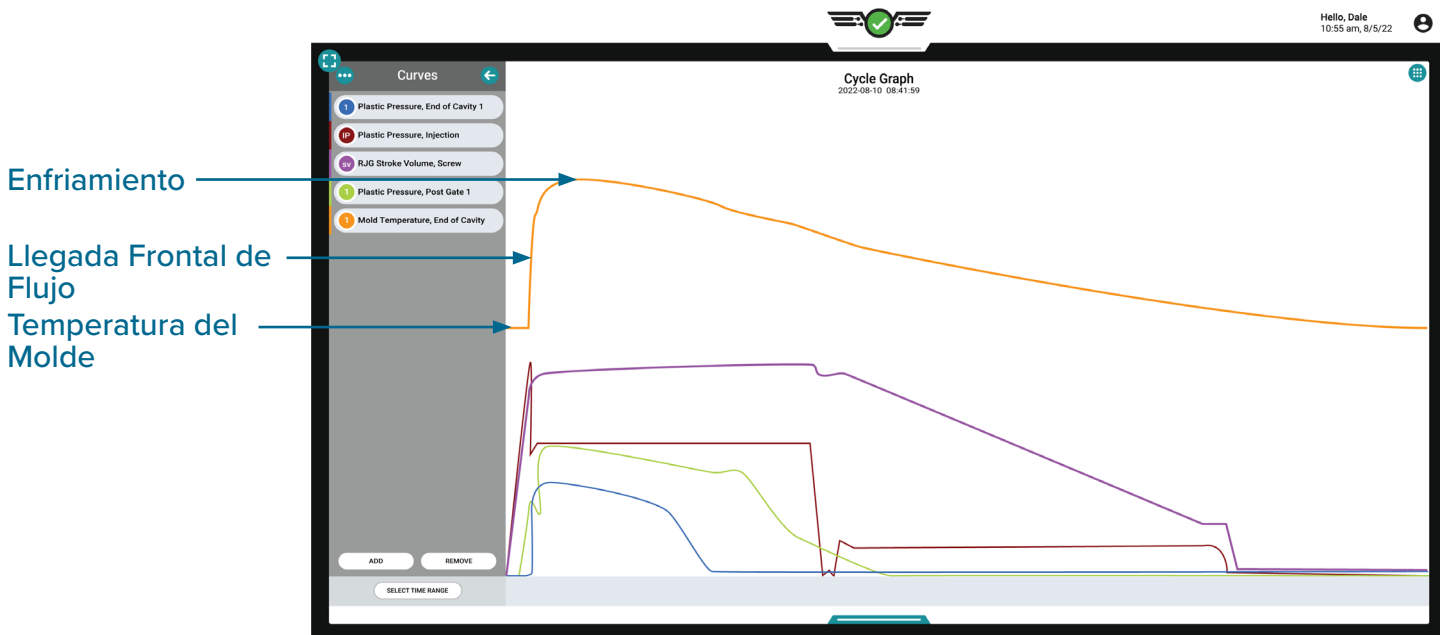 Hello, Dale
10:55 am, 8/5/22
Curves
Cycle Graph
2022-08-10 08:41:59
1 Plastic Pressure, End of Cavity 1
IP Plastic Pressure, Injection
sv RJG Stroke Volume, Screw
1 Plastic Pressure, Post Gate 1
1 Mold Temperature, End of Cavity
Enfriamiento
Llegada Frontal de
Flujo
Temperatura del
Molde
ADD
REMOVE
SELECT TIME RANGE